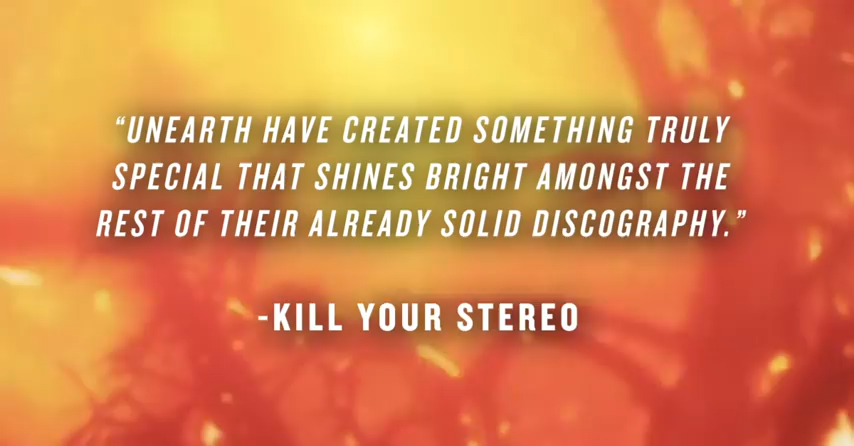 “UNEARTH HAVE CREATED SOMETHING TRULY
SPECIAL THAT SHINES BRIGHT AMONGST THE
REST OF THEIR ALREADY SOLID DISCOGRAPHY.”
-KILL YOUR STEREO